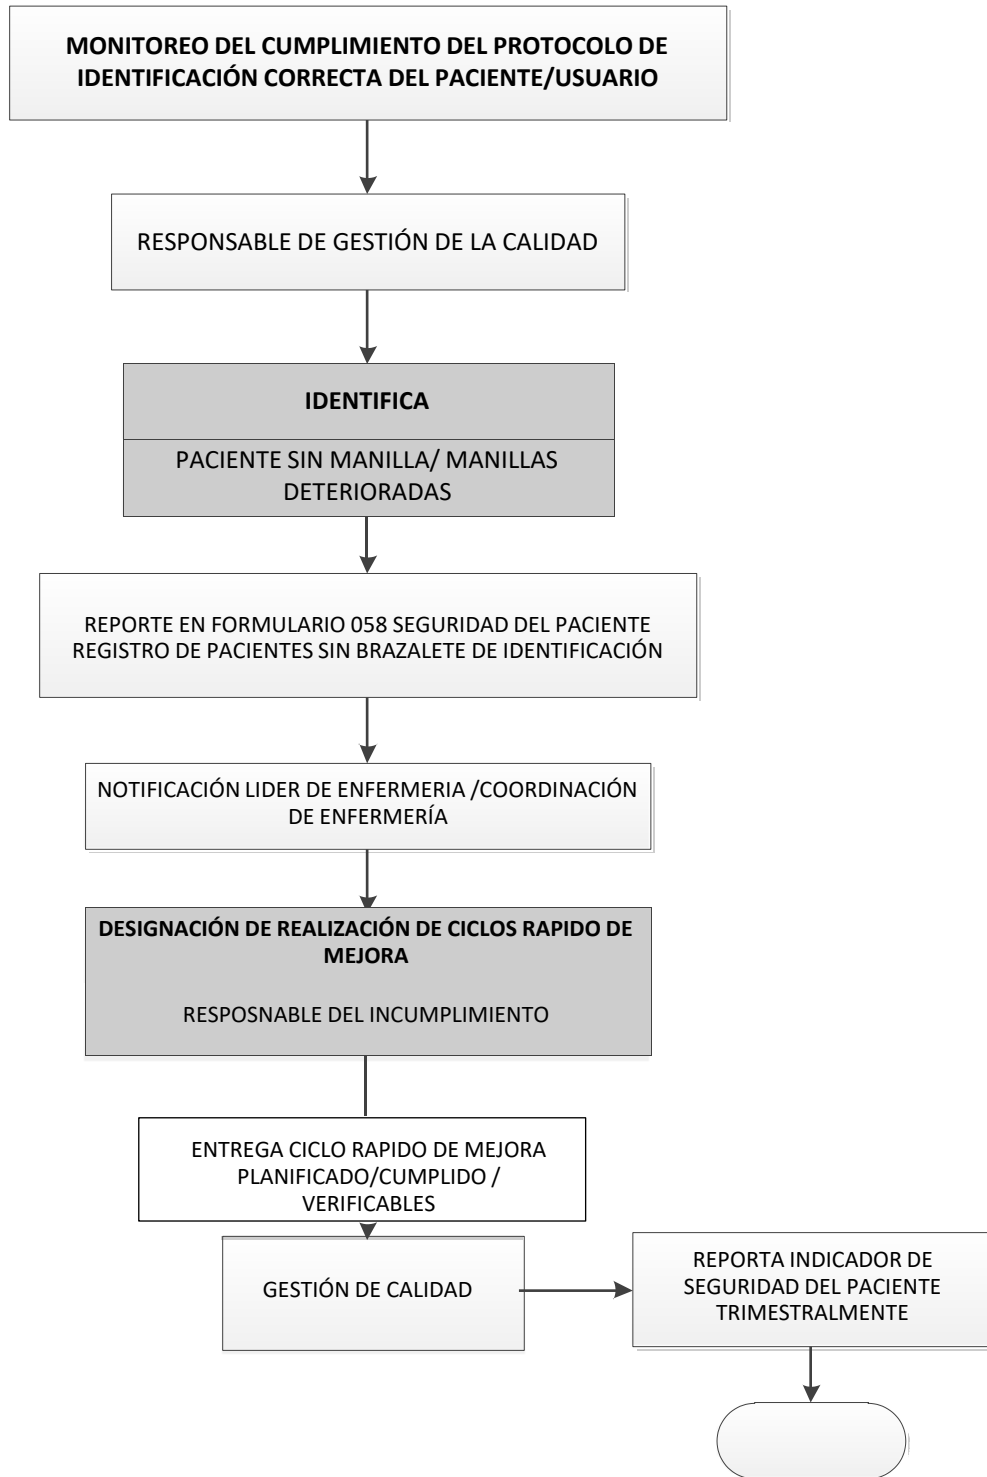 MONITOREO DEL CUMPLIMIENTO DEL PROTOCOLO DE
IDENTIFICACIÓN CORRECTA DEL PACIENTE/USUARIO
RESPONSABLE DE GESTIÓN DE LA CALIDAD
IDENTIFICA
PACIENTE SIN MANILLA/ MANILLAS
DETERIORADAS
REPORTE EN FORMULARIO 058 SEGURIDAD DEL PACIENTE
REGISTRO DE PACIENTES SIN BRAZALETE DE IDENTIFICACIÓN
NOTIFICACIÓN LIDER DE ENFERMERIA /COORDINACIÓN
DE ENFERMERÍA
DESIGNACIÓN DE REALIZACIÓN DE CICLOS RAPIDO DE
MEJORA
RESPOSNABLE DEL INCUMPLIMIENTO
ENTREGA CICLO RAPIDO DE MEJORA
PLANIFICADO/CUMPLIDO /
VERIFICABLES
GESTIÓN DE CALIDAD
REPORTA INDICADOR DE
SEGURIDAD DEL PACIENTE
TRIMESTRALMENTE